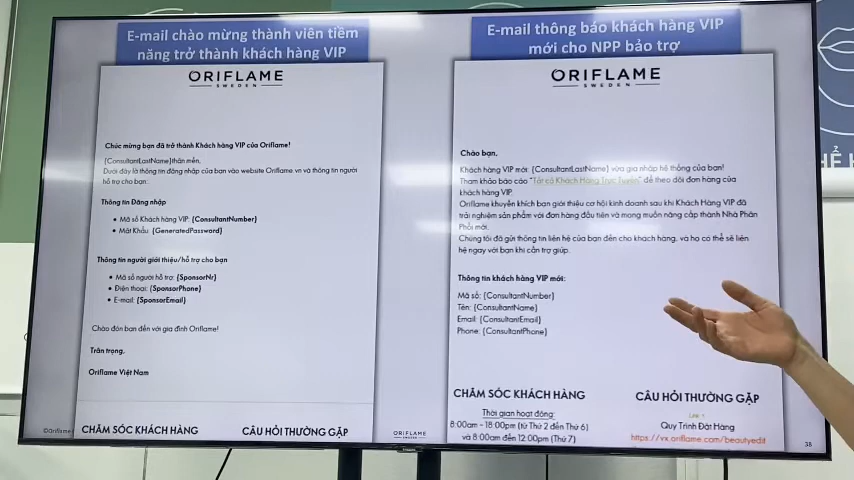 E-mail chào mừng thành viên tiềm
năng trở thành khách hàng VIP
ORIFLAME
SWEDEN
Chúc mừng bạn đã trở thành Khách hàng VIP của Oriflame!
{ConsultantLastName}thân mến,
Dưới đây là thông tin đăng nhập của bạn vào website Oriflame.vn và thông tin người
hỗ trợ cho bạn:
Thông tin Đăng nhập
• Mã số Khách hàng VIP: {ConsultantNumber}
• Mật Khẩu: {GeneratedPassword}
Thông tin người giới thiệu/hỗ trợ cho bạn
• Mã số người hỗ trợ: {SponsorNr}
• Điện thoại: {SponsorPhone}
• E-mail: {SponsorEmail}
Chào đón bạn đến với gia đình Oriflame!
Trân trọng,
Oriflame Việt Nam
CHĂM SÓC KHÁCH HÀNG
CÂU HỎI THƯỜNG GẶP
©Oriflame
ORIFLAME
SWEDEN
E-mail thông báo khách hàng VIP
mới cho NPP bảo trợ
ORIFLAME
SWEDEN
Chào bạn,
Khách hàng VIP mới: {ConsultantLastName} vừa gia nhập hệ thống của bạn!
Tham khảo báo cáo "Tất cả Khách Hàng Trực Tuyến" để theo dõi đơn hàng của
khách hàng VIP.
Oriflame khuyến khích bạn giới thiệu cơ hội kinh doanh sau khi Khách Hàng VIP đã
trải nghiệm sản phẩm với đơn hàng đầu tiên và mong muốn nâng cấp thành Nhà Phân
Phối mới.
Chúng tôi đã gửi thông tin liên hệ của bạn đến cho khách hàng, và họ có thể sẽ liên
hệ ngay với bạn khi cần trợ giúp.
Thông tin khách hàng VIP mới:
Mã số: {ConsultantNumber}
Tên: {ConsultantName}
Email: {ConsultantEmail}
Phone: {ConsultantPhone}
CHĂM SÓC KHÁCH HÀNG
Thời gian hoạt động:
8:00am - 18:00pm (từ Thứ 2 đến Thứ 6)
và 8:00am đến 12:00pm (Thứ 7)
CÂU HỎI THƯỜNG GẶP
Quy Trình Đặt Hàng
https://vx.oriflame.com/beautyedit
38